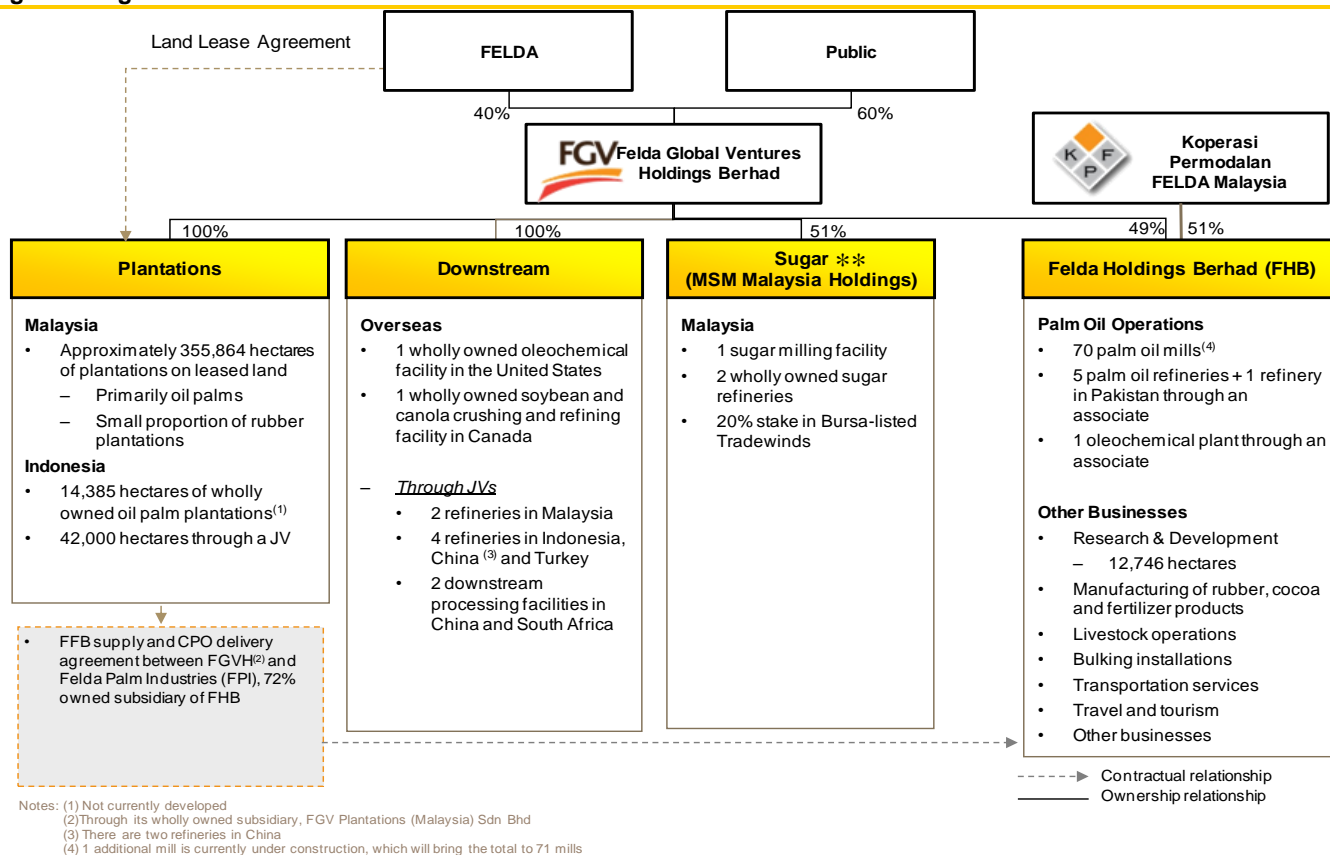 Land Lease Agreement
FELDA
Public
40%
60%
FGV
Felda Global Ventures
Holdings Berhad
K F
P
Koperasi
Permodalan
FELDA Malaysia
100%
100%
51%
49%
51%
Plantations
Malaysia
• Approximately 355,864 hectares
of plantations on leased land
– Primarily oil palms
– Small proportion of rubber
plantations
Indonesia
• 14,385 hectares of wholly
owned oil palm plantations(1)
• 42,000 hectares through a JV
• FFB supply and CPO delivery
agreement between FGVH(2) and
Felda Palm Industries (FPI), 72%
owned subsidiary of FHB
Downstream
Overseas
• 1 wholly owned oleochemical
facility in the United States
• 1 wholly owned soybean and
canola crushing and refining
facility in Canada
– Through JVs
• 2 refineries in Malaysia
• 4 refineries in Indonesia,
China (3) and Turkey
• 2 downstream
processing facilities in
China and South Africa
Sugar **
(MSM Malaysia Holdings)
Malaysia
• 1 sugar milling facility
• 2 wholly owned sugar
refineries
• 20% stake in Bursa-listed
Tradewinds
Felda Holdings Berhad (FHB)
Palm Oil Operations
• 70 palm oil mills(4)
• 5 palm oil refineries + 1 refinery
in Pakistan through an
associate
• 1 oleochemical plant through an
associate
Other Businesses
• Research & Development
– 12,746 hectares
• Manufacturing of rubber, cocoa
and fertilizer products
• Livestock operations
• Bulking installations
• Transportation services
• Travel and tourism
• Other businesses
Contractual relationship
Ownership relationship
Notes: (1) Not currently developed
(2)Through its wholly owned subsidiary, FGV Plantations (Malaysia) Sdn Bhd
(3) There are two refineries in China
(4) 1 additional mill is currently under construction, which will bring the total to 71 mills